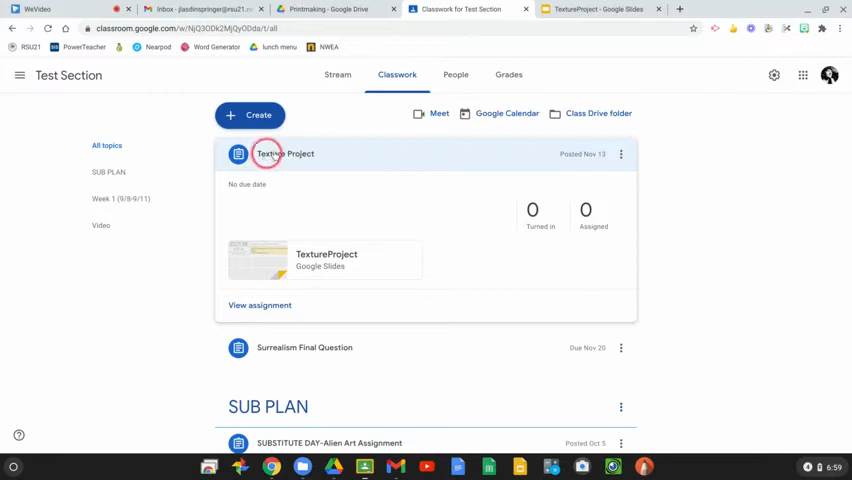 WeVideo
Inbox - jlasdinspringer@rsu21.ne
Printmaking - Google Drive
Classwork for Test Section
TextureProject - Google Slides
classroom.google.com/w/NjQ3ODk2MjQyODda/t/all
RSU21
PowerTeacher
Nearpod
Word Generator
lunch menu
NWEA
Test Section
Stream
Classwork
People
Grades
Create
Meet
Google Calendar
Class Drive folder
All topics
SUB PLAN
Week 1 (9/8-9/11)
Video
Texture Project
Posted Nov 13
No due date
0
Turned in
0
Assigned
TextureProject
Google Slides
View assignment
Surrealism Final Question
Due Nov 20
SUB PLAN
SUBSTITUTE DAY-Alien Art Assignment
Posted Oct 5
4
6:59